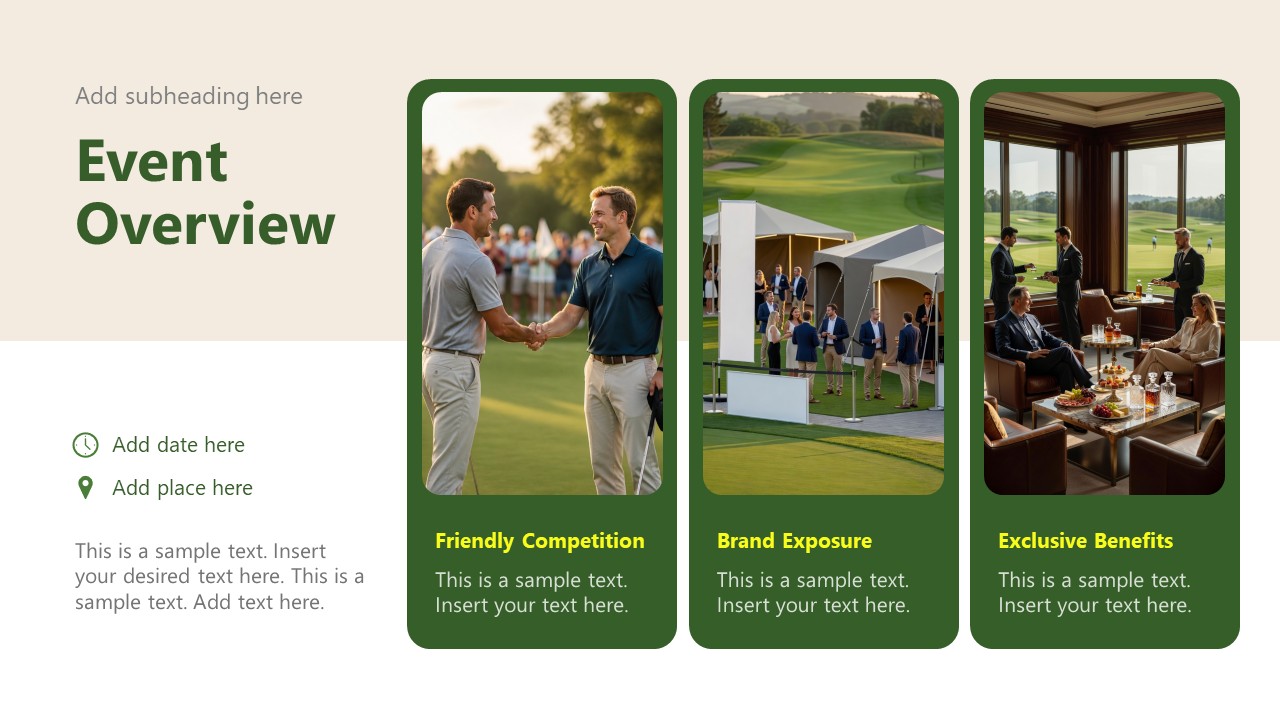 Add subheading here
Event
Overview
Add date here
Add place here
This is a sample text. Insert
your desired text here. This is a
sample text. Add text here.
Friendly Competition
This is a sample text.
Insert your text here.
Brand Exposure
This is a sample text.
Insert your text here.
Exclusive Benefits
This is a sample text.
Insert your text here.